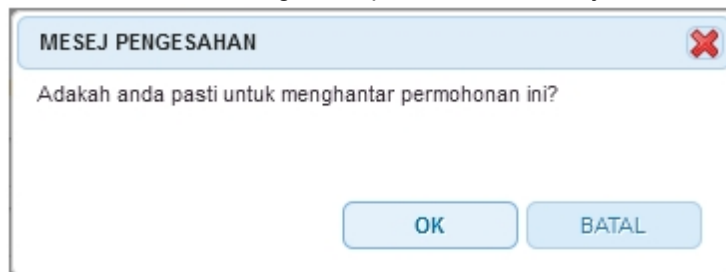 MESEJ PENGESAHAN
Adakah anda pasti untuk menghantar permohonan ini?
OK
BATAL